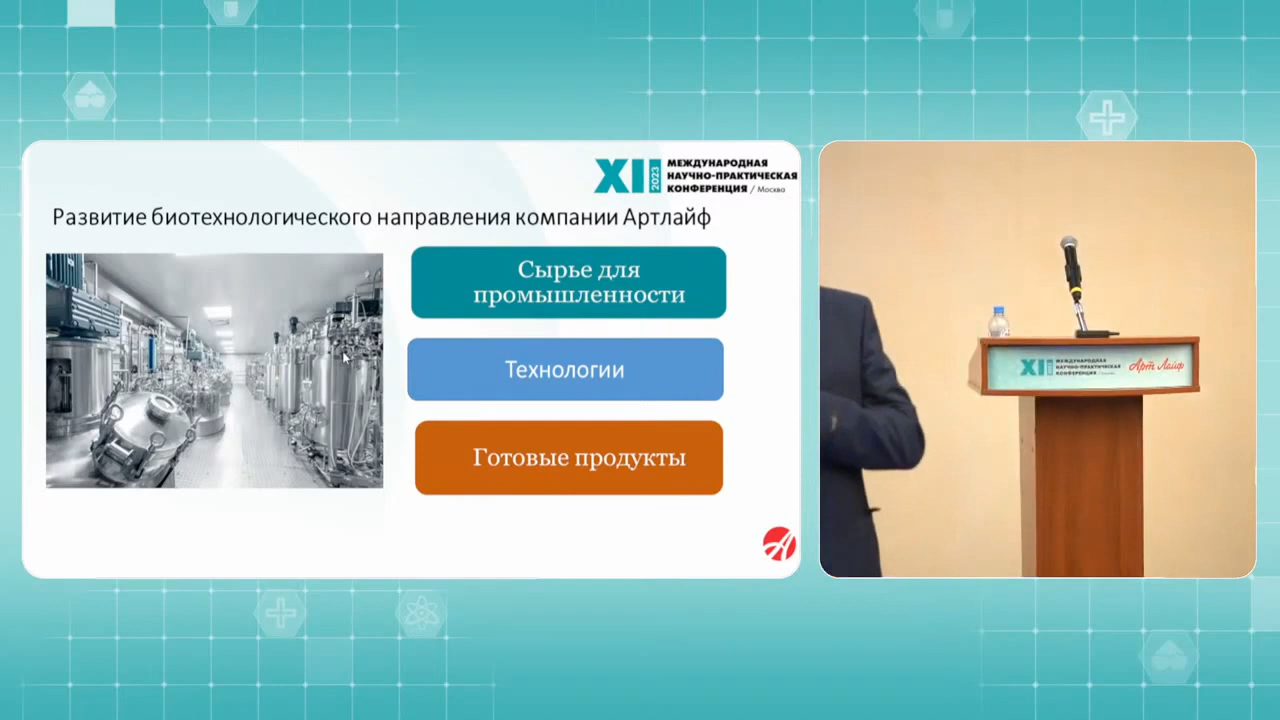 XII
2023
МЕЖДУНАРОДНАЯ
НАУЧНО-ПРАКТИЧЕСКАЯ
КОНФЕРЕНЦИЯ / Москва
Развитие биотехнологического направления компании Артлайф
Сырье для
промышленности
Технологии
Готовые продукты
XII
МЕЖДУНАРОДНАЯ
НАУЧНО-ПРАКТИЧЕСКАЯ
КОНФЕРЕНЦИЯ
Арт Лайф